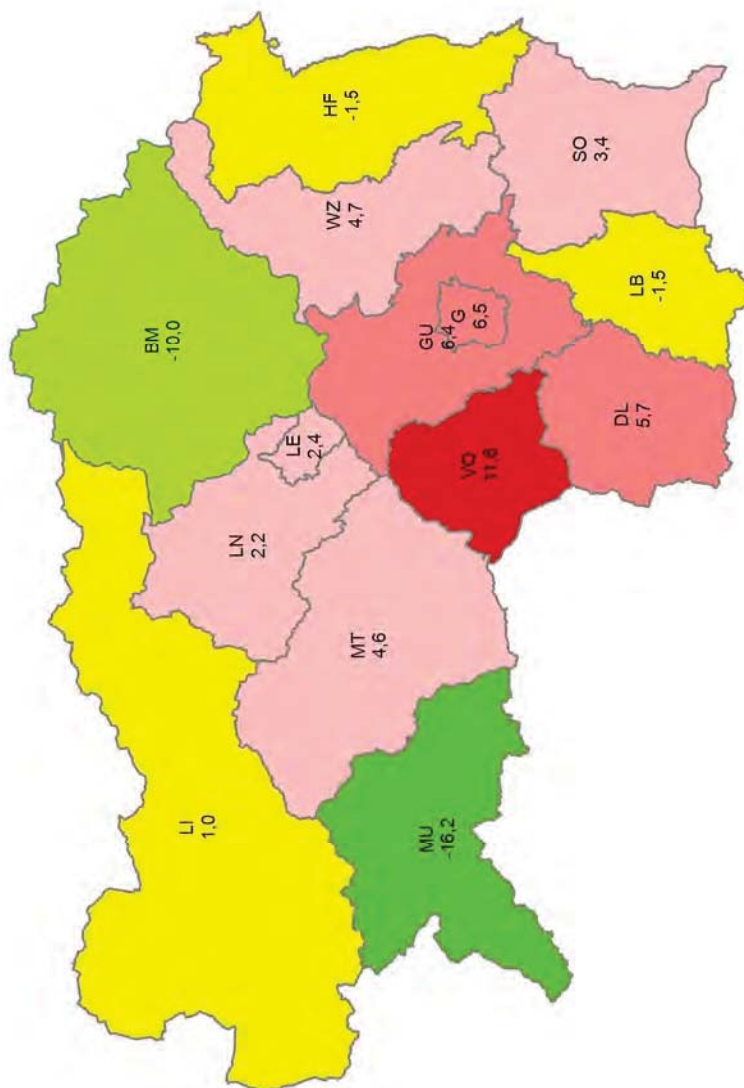 BM
-10,0
LI
1,0
LN
2,2
LE
2,4
WZ
4,7
HF
-1,5
MT
4,6
MU
-16,2
GU
6,4
G
6,5
VQ
11,6
SO
3,4
DL
5,7
LB
-1,5